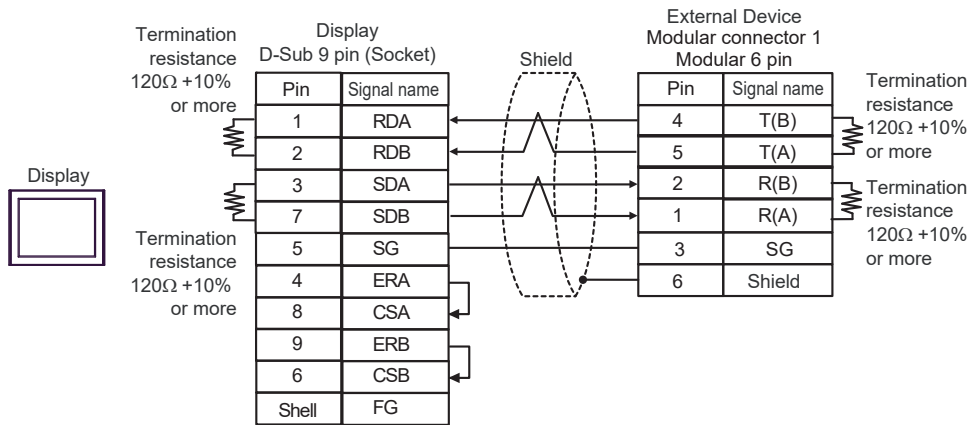 Display
Termination
resistance
120Ω +10%
or more
Termination
resistance
120Ω +10%
or more
Display
D-Sub 9 pin (Socket)
Pin Signal name
1 RDA
2 RDB
3 SDA
7 SDB
5 SG
4 ERA
8 CSA
9 ERB
6 CSB
Shell FG
Shield
External Device
Modular connector 1
Modular 6 pin
Pin Signal name
4 T(B)
5 T(A)
2 R(B)
1 R(A)
3 SG
6 Shield
Termination
resistance
120Ω +10%
or more
Termination
resistance
120Ω +10%
or more